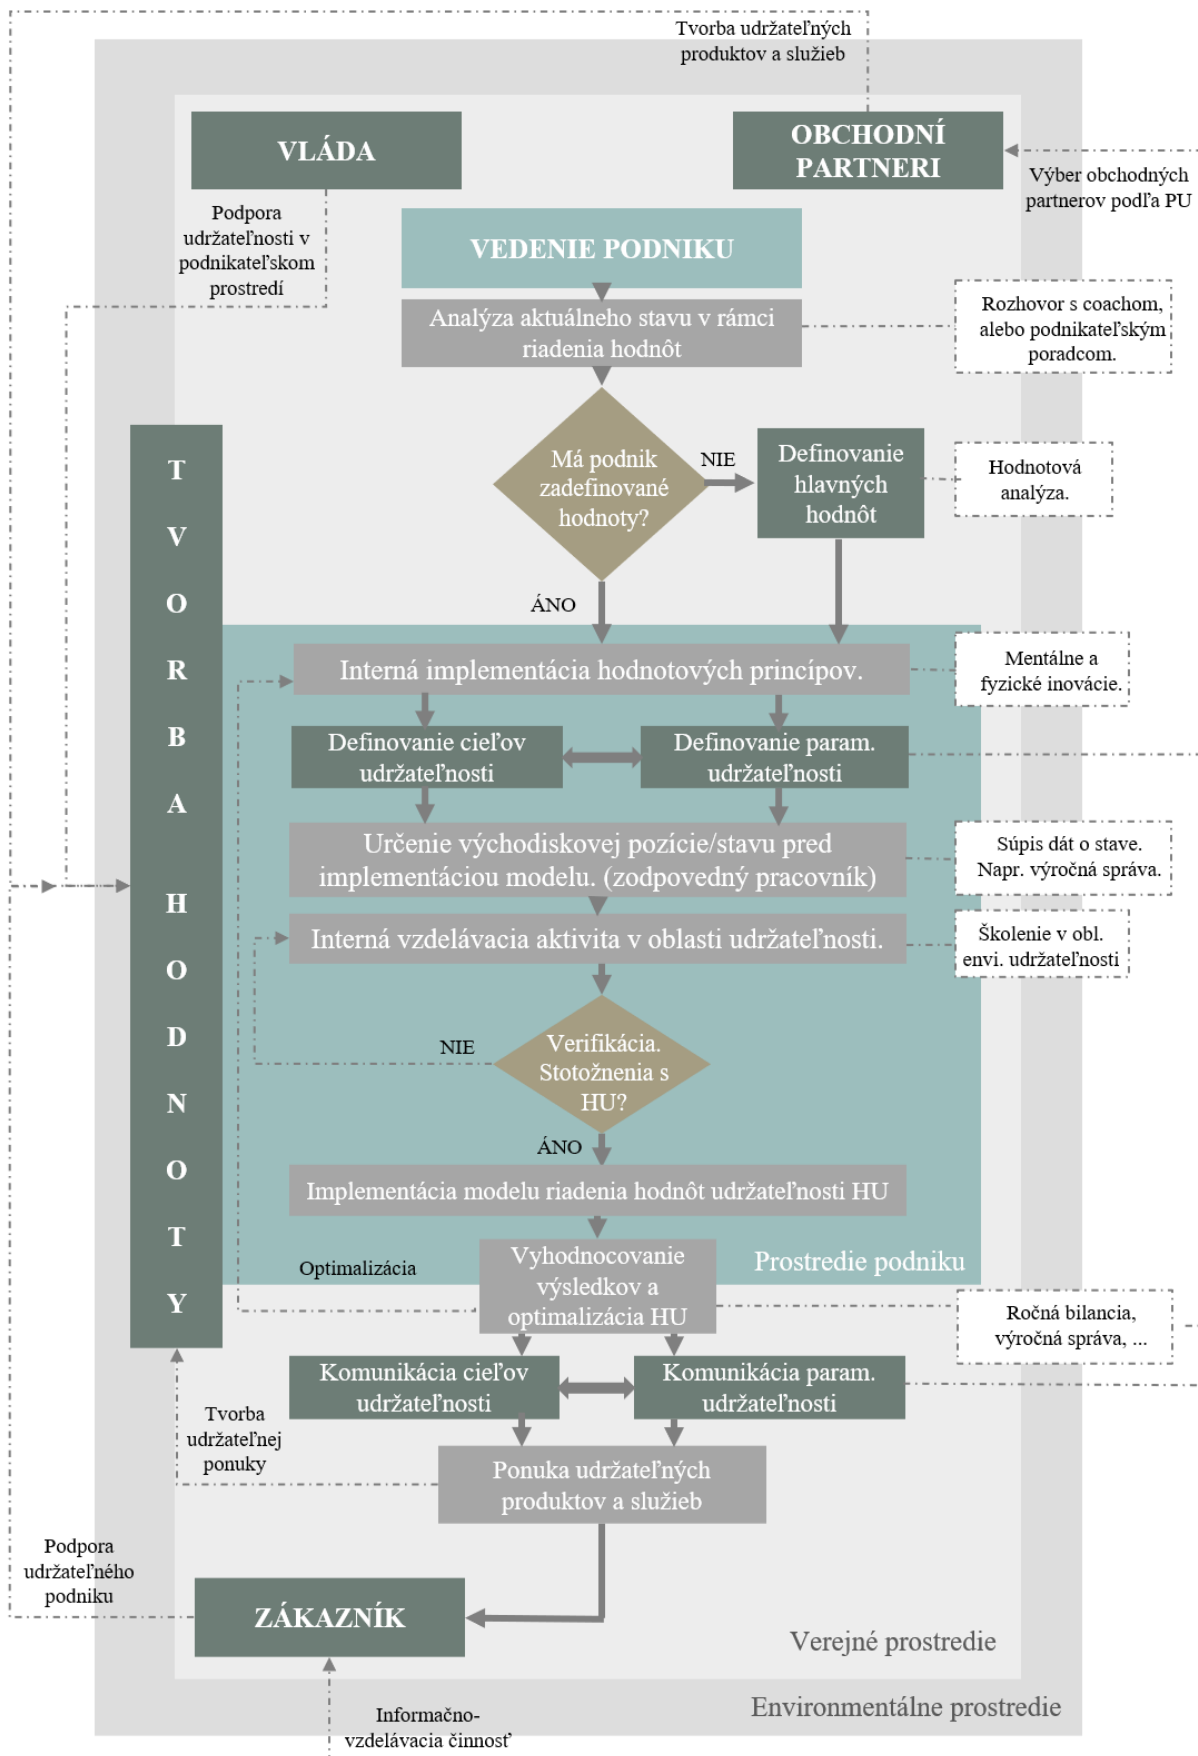 Tvorba udržateľných
produktov a služieb
VLÁDA
OBCHODNÍ
PARTNERI
Výber obchodných
partnerov podľa PU
Podpora
udržateľnosti v
podnikateľskom
prostredí
VEDENIE PODNIKU
Analýza aktuálneho stavu v rámci
riadenia hodnôt
Rozhovor s coachom,
alebo podnikateľským
poradcom.
Má podnik
zadefinované
hodnoty?
NIE
Definovanie
hlavných
hodnôt
Hodnotová
analýza.
ÁNO
TVORBA HODNOTY
Interná implementácia hodnotových princípov.
Mentálne a
fyzické inovácie.
Definovanie cieľov
udržateľnosti
Definovanie param.
udržateľnosti
Určenie východiskovej pozície/stavu pred
implementáciou modelu. (zodpovedný pracovník)
Súpis dát o stave.
Napr. výročná správa.
Interná vzdelávacia aktivita v oblasti udržateľnosti.
Školenie v obl.
envi. udržateľnosti
NIE
Verifikácia.
Stotožnenia s
HU?
ÁNO
Implementácia modelu riadenia hodnôt udržateľnosti HU
Prostredie podniku
Optimalizácia
Vyhodnocovanie
výsledkov a
optimalizácia HU
Ročná bilancia,
výročná správa, ...
Komunikácia cieľov
udržateľnosti
Komunikácia param.
udržateľnosti
Tvorba
udržateľnej
ponuky
Ponuka udržateľných
produktov a služieb
Podpora
udržateľného
podniku
ZÁKAZNÍK
Verejné prostredie
Environmentálne prostredie
Informačno-
vzdelávacia činnosť